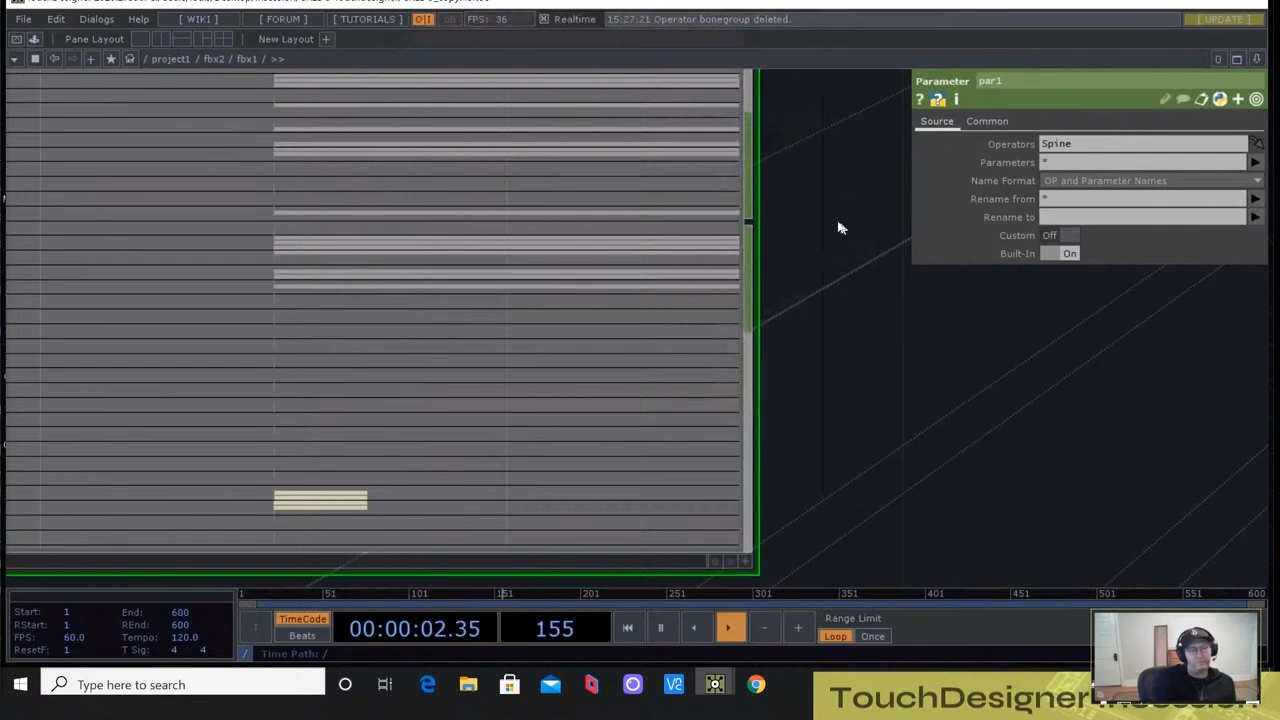 File Edit Dialogs Help [ WIKI ] [ FORUM ] [ TUTORIALS ] O|I FPS: 36 Realtime 15:27:21 Operator bonegroup deleted. [ UPDATE ]
Pane Layout New Layout +
/ project1 / fbx2 / fbx1 / >>
Parameter par1
Source Common
Operators Spine
Parameters *
Name Format OP and Parameter Names
Rename from *
Rename to
Custom Off
Built-In On
1 51 101 151 201 251 301 351 401 451 501 551 600
Start: 1 End: 600
RStart: 1 REnd: 600
FPS: 60.0 Tempo: 120.0
ResetF: 1 T Sig: 4 4
TimeCode
Beats
00:00:02.35
155
Range Limit
Loop Once
/ Time Path: /
Type here to search
TouchDesigner